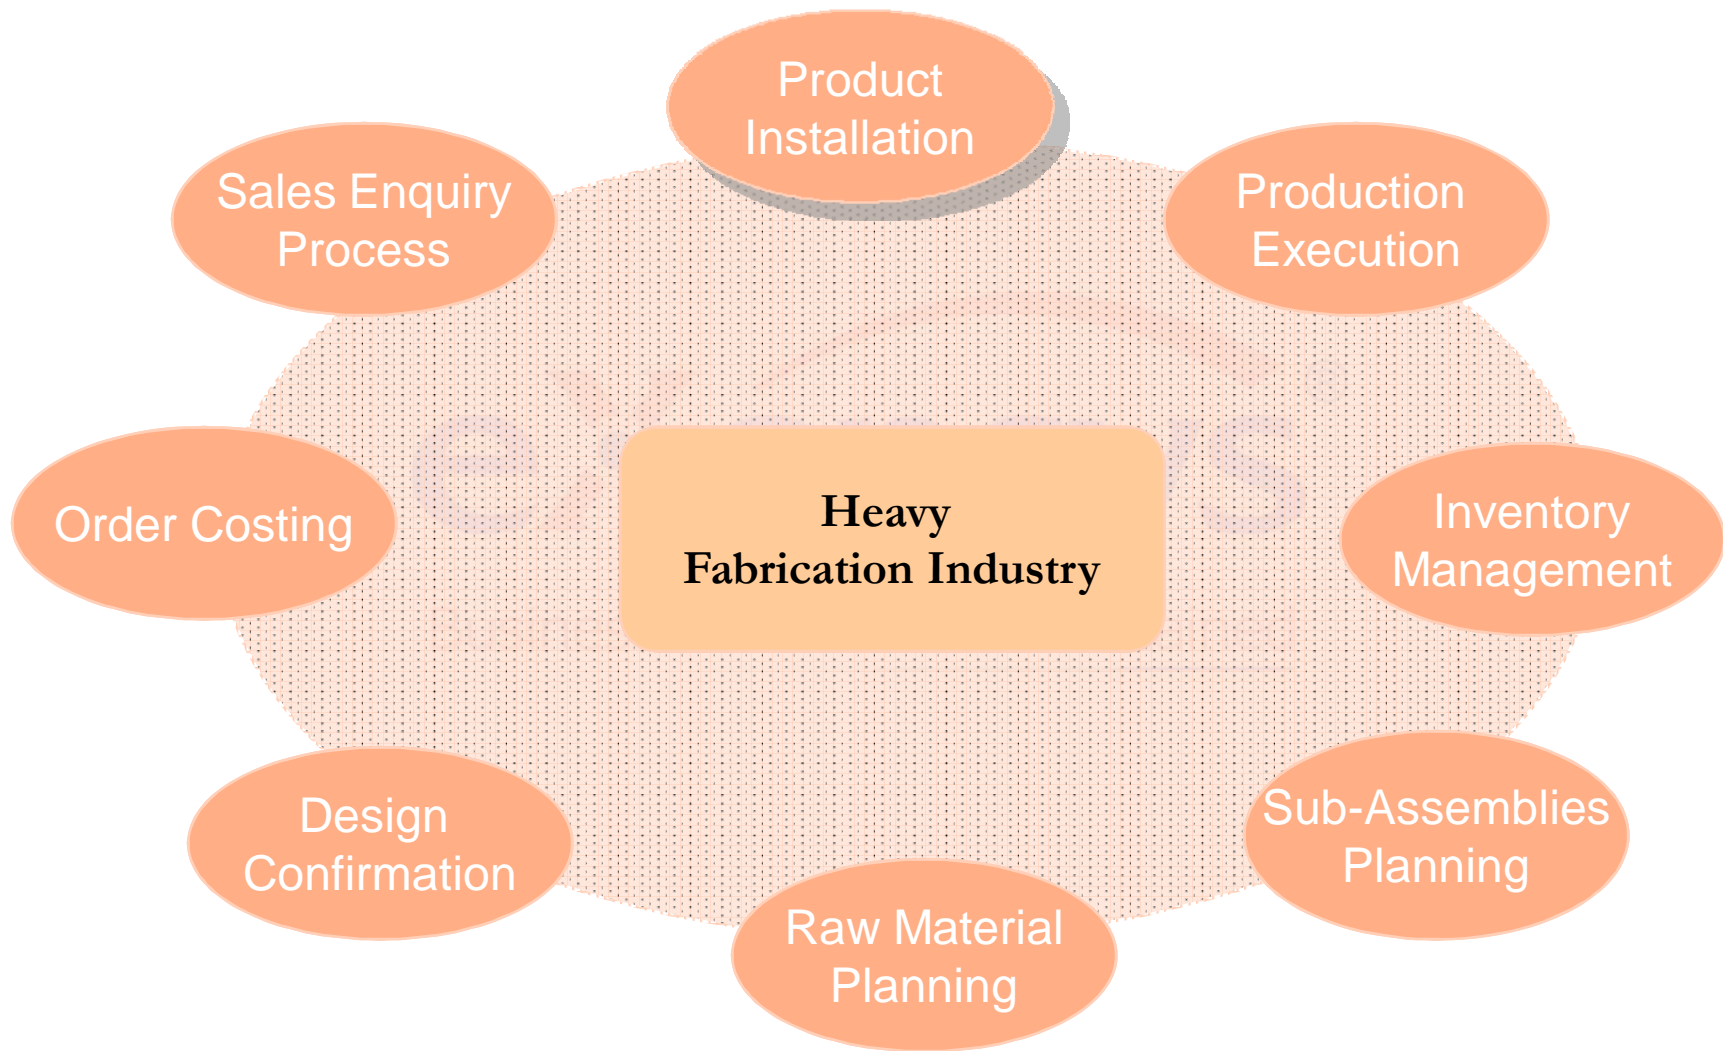 Product
Installation
Sales Enquiry
Process
Production
Execution
Order Costing
Heavy
Fabrication Industry
Inventory
Management
Design
Confirmation
Sub-Assemblies
Planning
Raw Material
Planning